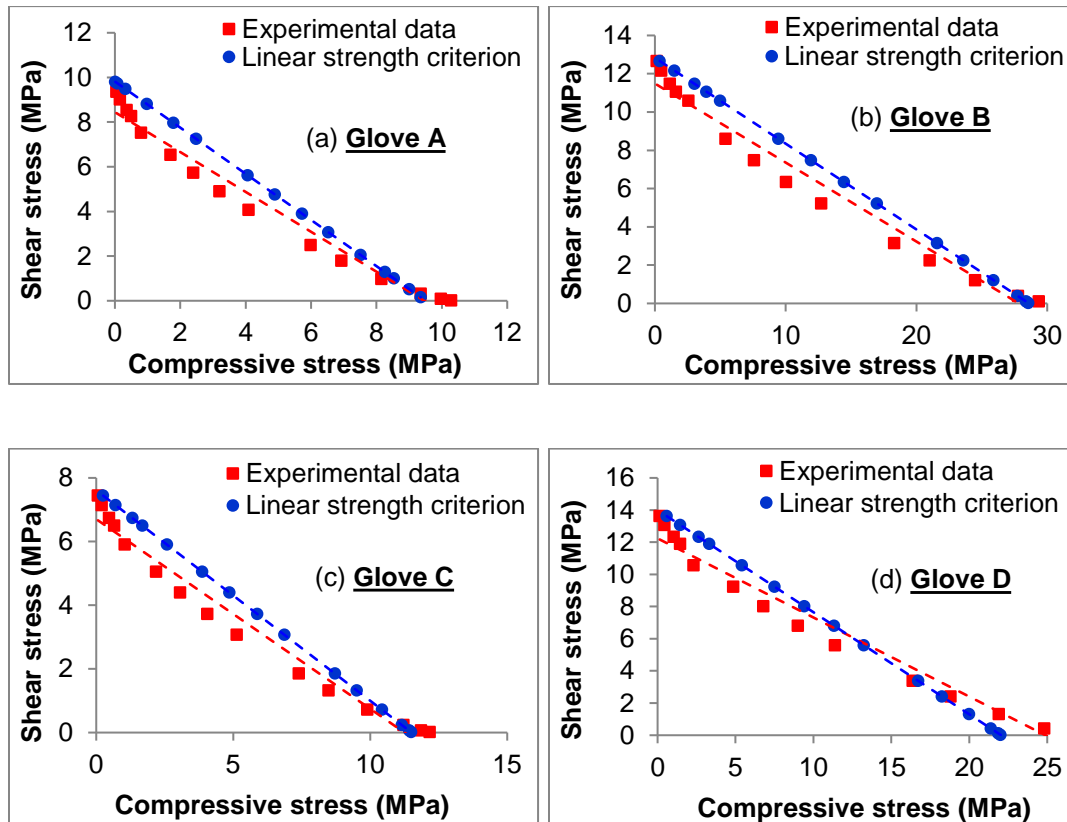 Experimental data
Linear strength criterion
(a) Glove A
Shear stress (MPa)
12
10
8
6
4
2
0
0 2 4 6 8 10 12
Compressive stress (MPa)
Experimental data
Linear strength criterion
(b) Glove B
Shear stress (MPa)
14
12
10
8
6
4
2
0
0 10 20 30
Compressive stress (MPa)
Experimental data
Linear strength criterion
(c) Glove C
Shear stress (MPa)
8
6
4
2
0
0 5 10 15
Compressive stress (MPa)
Experimental data
Linear strength criterion
(d) Glove D
Shear stress (MPa)
16
14
12
10
8
6
4
2
0
0 5 10 15 20 25
Compressive stress (MPa)